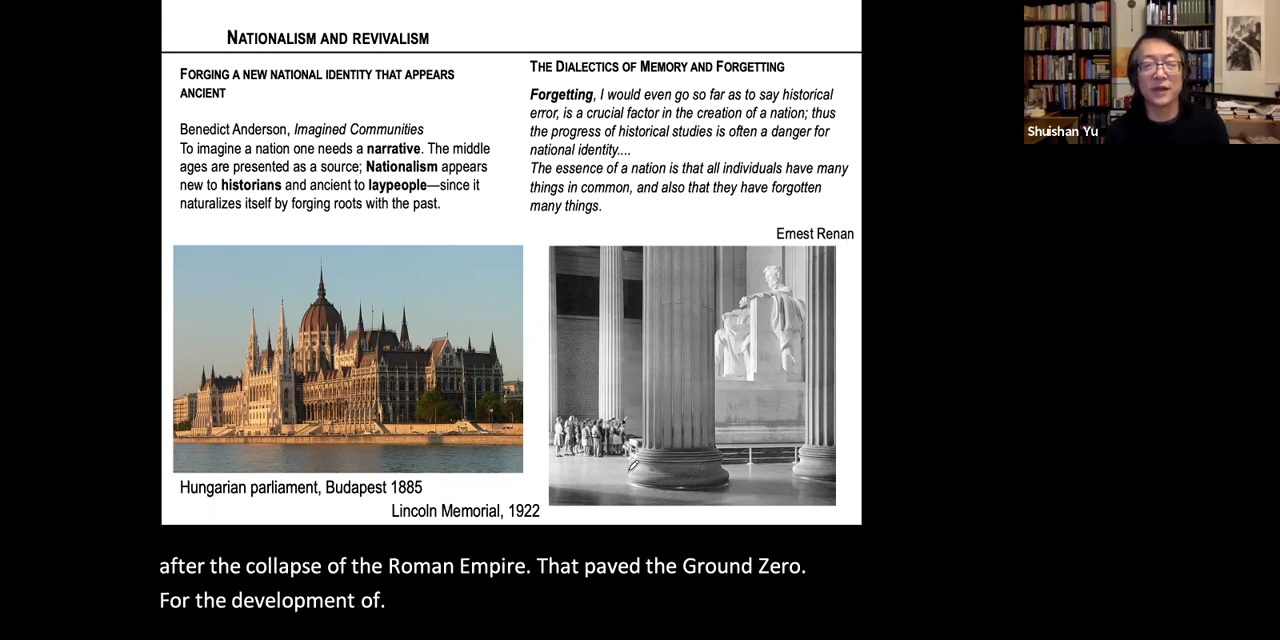 NATIONALISM AND REVIVALISM
FORGING A NEW NATIONAL IDENTITY THAT APPEARS
ANCIENT
Benedict Anderson, Imagined Communities
To imagine a nation one needs a narrative. The middle
ages are presented as a source; Nationalism appears
new to historians and ancient to laypeople—since it
naturalizes itself by forging roots with the past.
THE DIALECTICS OF MEMORY AND FORGETTING
Forgetting, I would even go so far as to say historical
error, is a crucial factor in the creation of a nation; thus
the progress of historical studies is often a danger for
national identity....
The essence of a nation is that all individuals have many
things in common, and also that they have forgotten
many things.
Ernest Renan
Hungarian parliament, Budapest 1885
Lincoln Memorial, 1922
Shuishan Yu
after the collapse of the Roman Empire. That paved the Ground Zero.
For the development of.